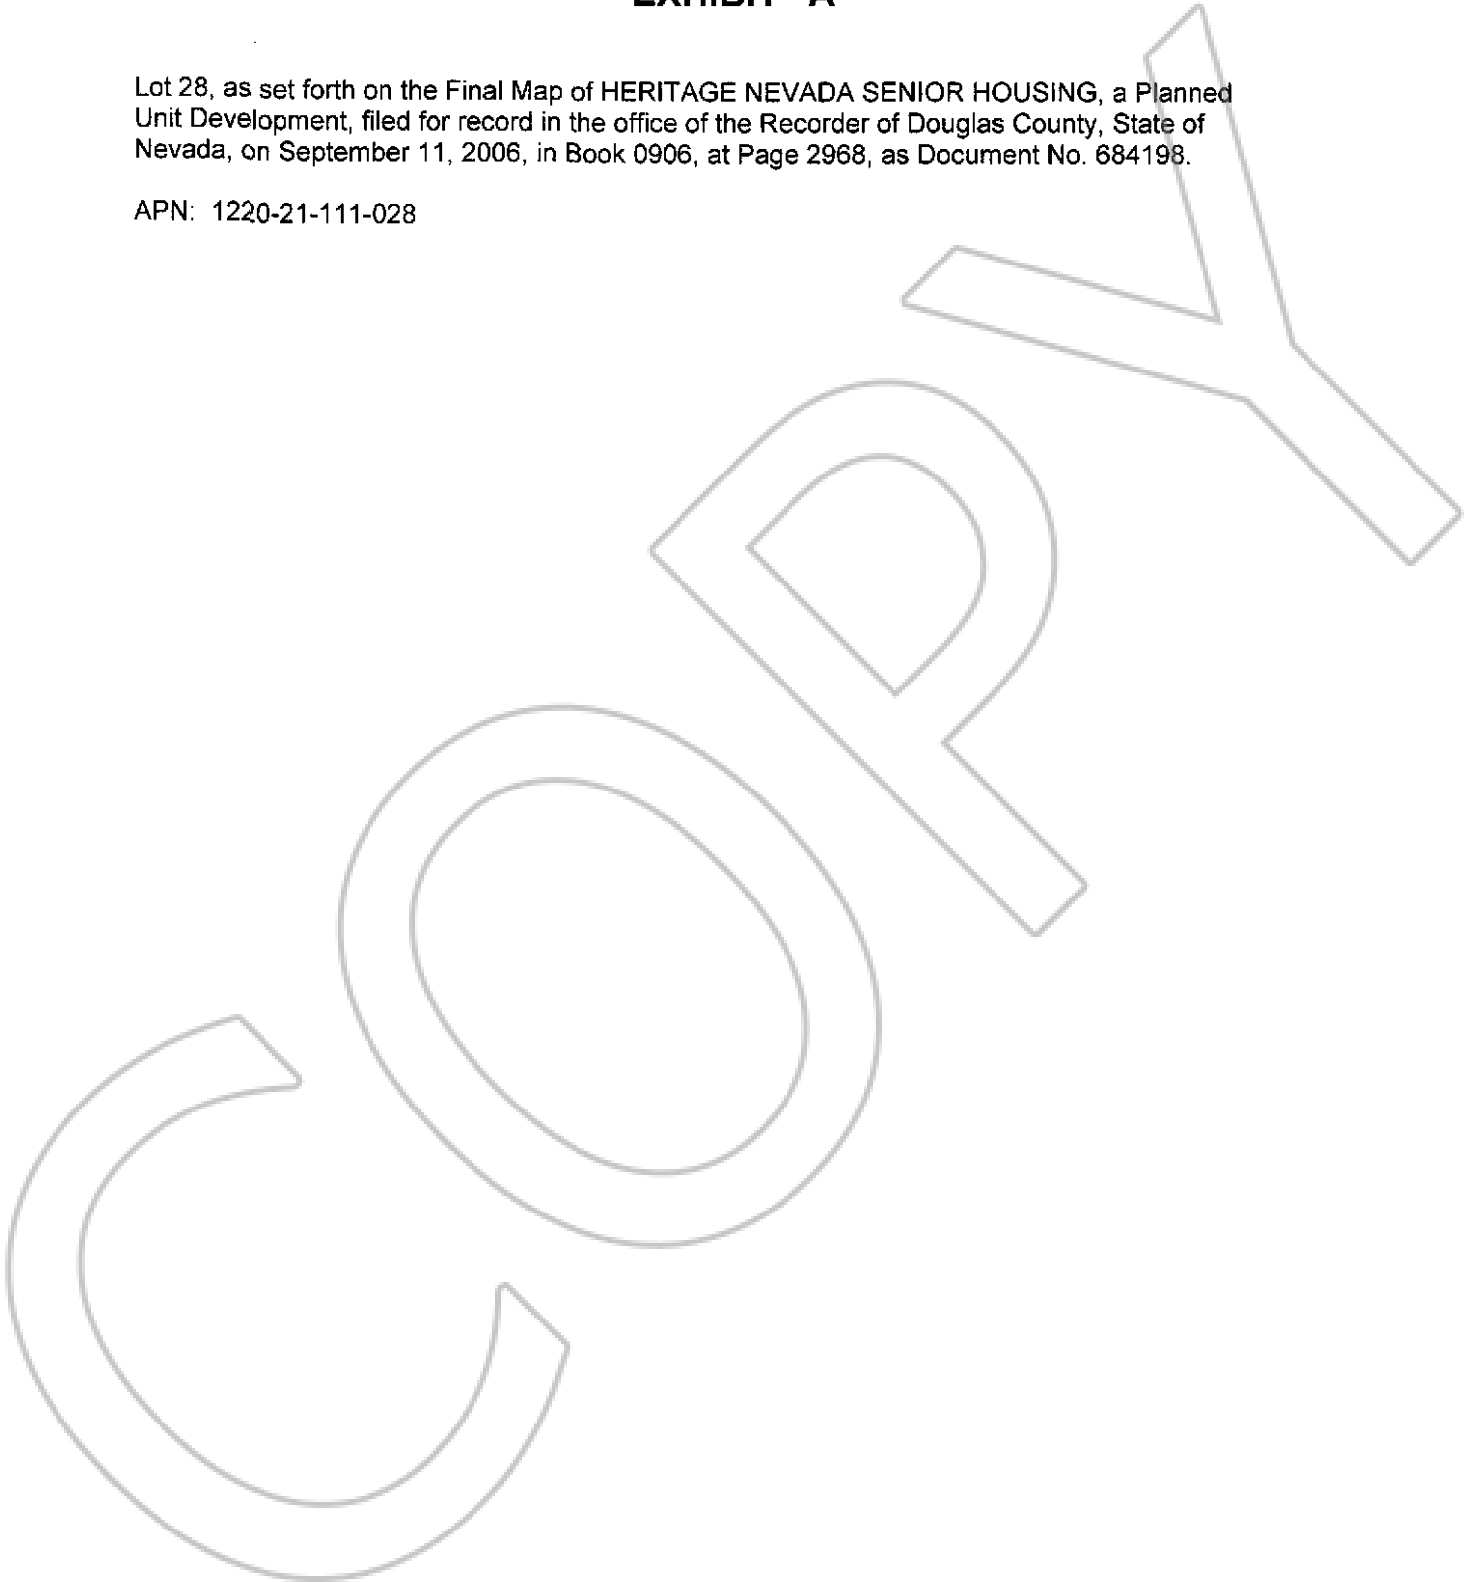 EXHIBIT "A"
Lot 28, as set forth on the Final Map of HERITAGE NEVADA SENIOR HOUSING, a Planned
Unit Development, filed for record in the office of the Recorder of Douglas County, State of
Nevada, on September 11, 2006, in Book 0906, at Page 2968, as Document No. 684198.
APN: 1220-21-111-028
COPY